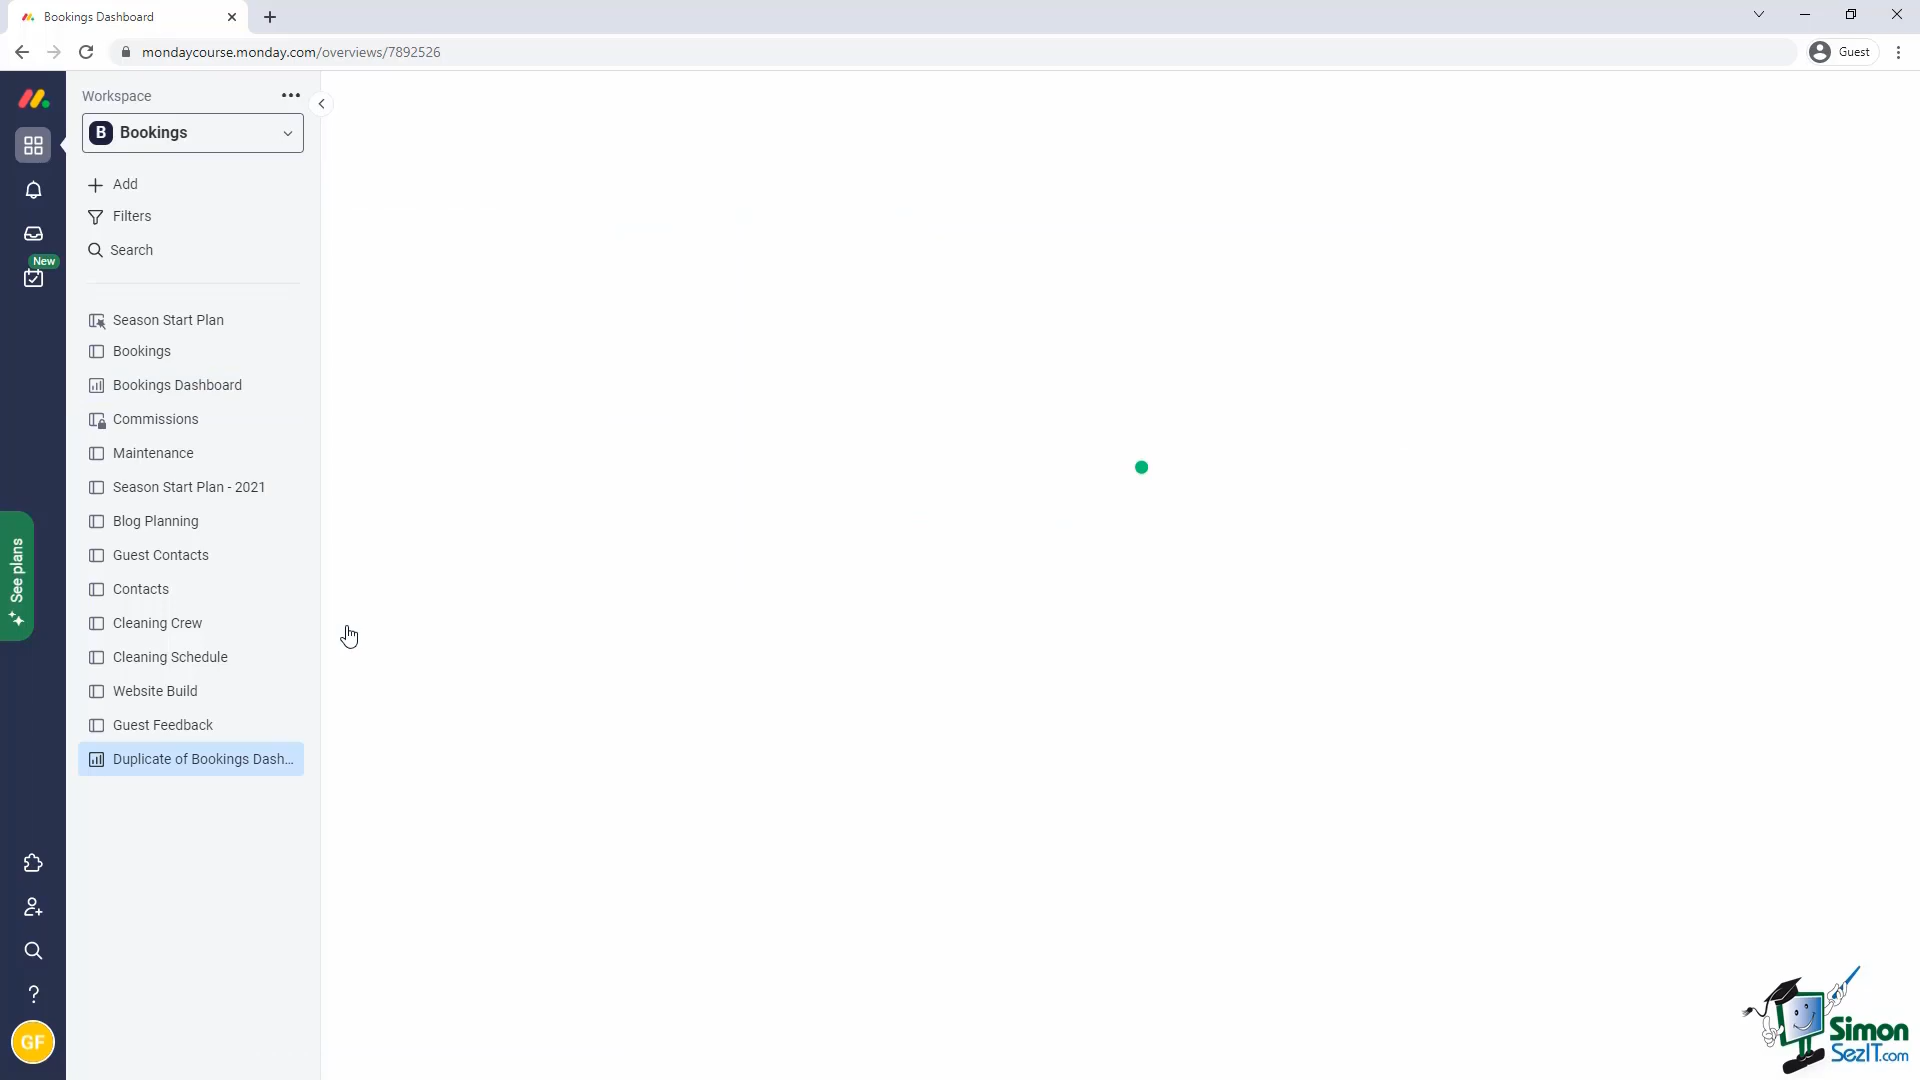 Bookings Dashboard
mondaycourse.monday.com/overviews/7892526
Guest
Workspace
B Bookings
Add
Filters
Search
New
Season Start Plan
Bookings
Bookings Dashboard
Commissions
Maintenance
Season Start Plan - 2021
Blog Planning
Guest Contacts
Contacts
Cleaning Crew
Cleaning Schedule
Website Build
Guest Feedback
Duplicate of Bookings Dash...
See plans
GF
Simon
SezIT.com